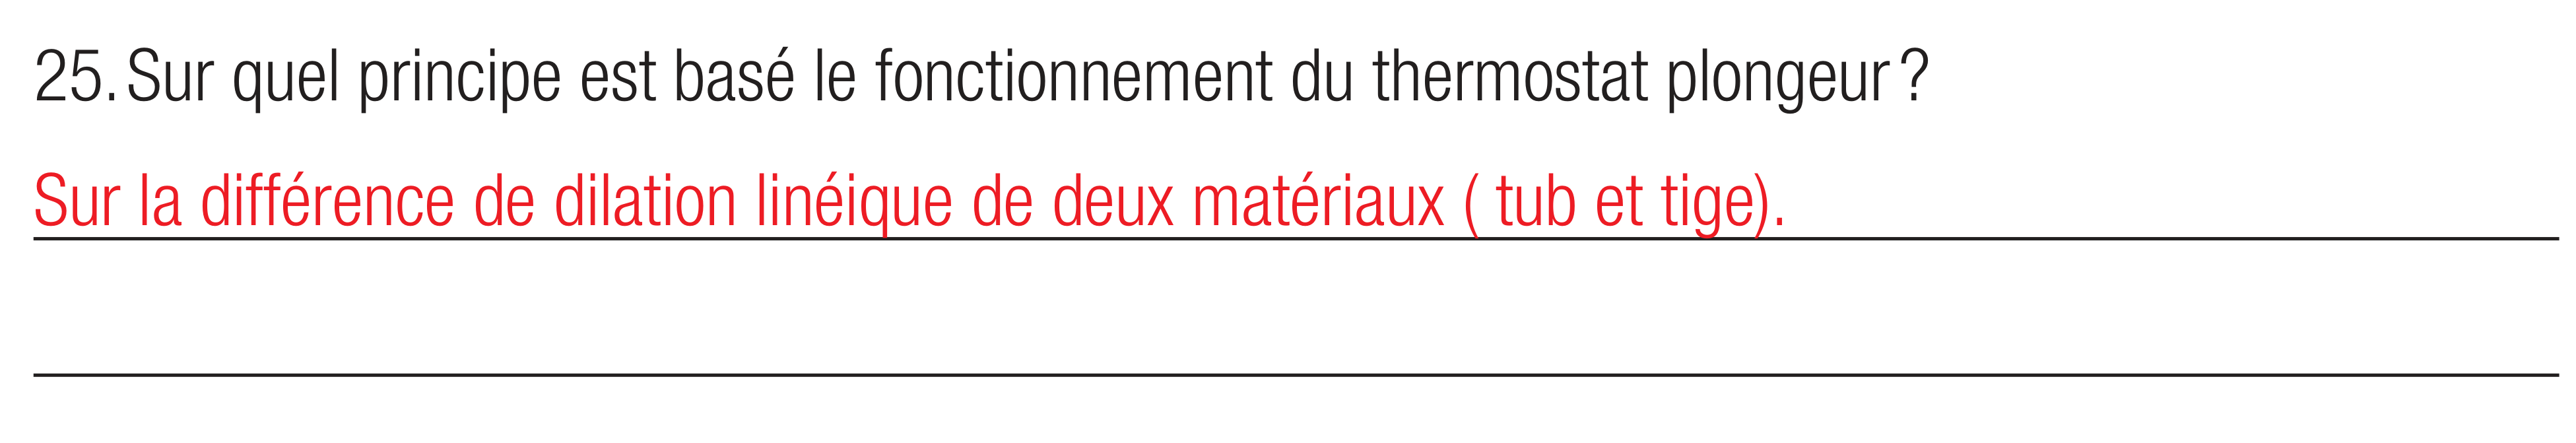 25. Sur quel principe est basé le fonctionnement du thermostat plongeur ?
Sur la différence de dilation linéique de deux matériaux ( tub et tige).